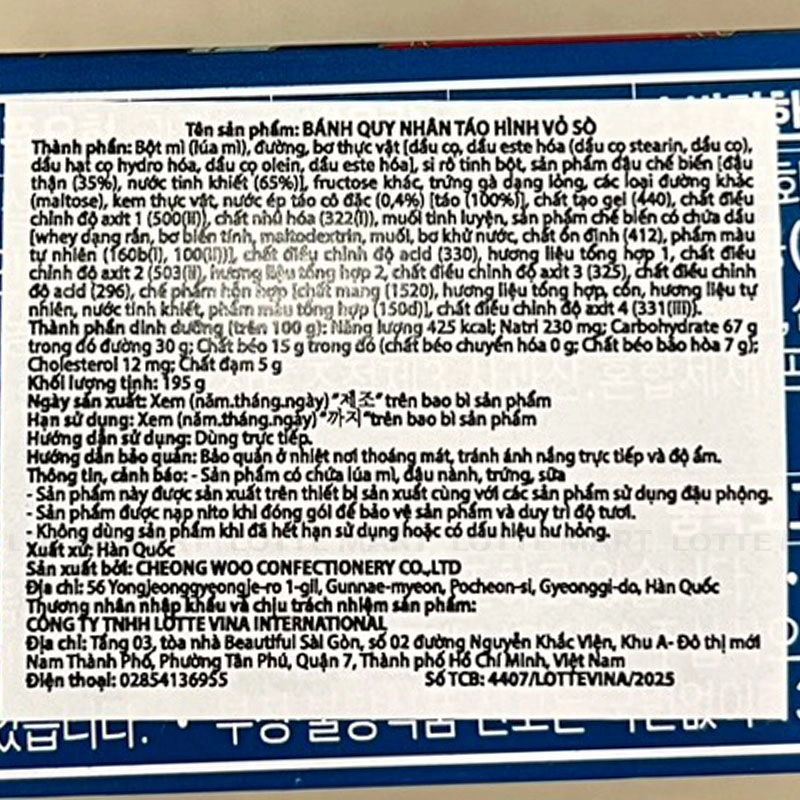 Tên sản phẩm: BÁNH QUY NHÂN TÁO HÌNH VỎ SÒ
Thành phần: Bột mì (lúa mì), đường, bơ thực vật [dầu cọ, dầu este hóa (dầu cọ stearin, dầu cọ),
dầu hạt cọ hydro hóa, dầu cọ olein, dầu este hóa], si rô tinh bột, sản phẩm đậu chế biến [đậu
thận (35%), nước tinh khiết (65%)], fructose khác, trứng gà dạng lỏng, các loại đường khác
(maltose), kem thực vật, nước ép táo cô đặc (0,4%) [táo (100%)], chất tạo gel (440), chất điều
chỉnh độ axit 1 (500(ii)), chất nhũ hóa (322(i)), muối tinh luyện, sản phẩm chế biến có chứa dầu
[whey dạng rắn, bơ biến tính, maltodextrin, muối, bơ khử nước, chất ổn định (412), phẩm màu
tự nhiên (160b(i), 100(ii))], chất điều chỉnh độ acid (330), hương liệu tổng hợp 1, chất điều
chỉnh độ axit 2 (503(ii), hương liệu tổng hợp 2, chất điều chỉnh độ axit 3 (325), chất điều chỉnh
độ acid (296), chế phẩm hỗn hợp [chất mang (1520), hương liệu tổng hợp, cồn, hương liệu tự
nhiên, nước tinh khiết, phẩm màu tổng hợp (150d)], chất điều chỉnh độ axit 4 (331(iii)).
Thành phần dinh dưỡng (trên 100 g): Năng lượng 425 kcal; Natri 230 mg; Carbohydrate 67 g
trong đó đường 30 g; Chất béo 15 g trong đó (chất béo chuyển hóa 0 g; Chất béo bão hòa 7 g);
Cholesterol 12 mg; Chất đạm 5 g
Khối lượng tịnh: 195 g
Ngày sản xuất: Xem (năm.tháng.ngày) "제조" trên bao bì sản phẩm
Hạn sử dụng: Xem (năm.tháng.ngày) "까지"trên bao bì sản phẩm
Hướng dẫn sử dụng: Dùng trực tiếp.
Hướng dẫn bảo quản: Bảo quản ở nhiệt nơi thoáng mát, tránh ánh nắng trực tiếp và độ ẩm.
Thông tin, cảnh báo: - Sản phẩm có chứa lúa mì, đậu nành, trứng, sữa
- Sản phẩm này được sản xuất trên thiết bị sản xuất cùng với các sản phẩm sử dụng đậu phộng.
- Sản phẩm được nạp nito khi đóng gói để bảo vệ sản phẩm và duy trì độ tươi.
- Không dùng sản phẩm khi đã hết hạn sử dụng hoặc có dấu hiệu hư hỏng.
Xuất xứ: Hàn Quốc
Sản xuất bởi: CHEONG WOO CONFECTIONERY CO.,LTD
Địa chỉ: 56 Yongjeonggyeongje-ro 1-gil, Gunnae-myeon, Pocheon-si, Gyeonggi-do, Hàn Quốc
Thương nhân nhập khẩu và chịu trách nhiệm sản phẩm:
CÔNG TY TNHH LOTTE VINA INTERNATIONAL
Địa chỉ: Tầng 03, tòa nhà Beautiful Sài Gòn, số 02 đường Nguyễn Khắc Viện, Khu A- Đô thị mới
Nam Thành Phố, Phường Tân Phú, Quận 7, Thành phố Hồ Chí Minh, Việt Nam
Điện thoại: 02854136955 Số TCB: 4407/LOTTEVINA/2025